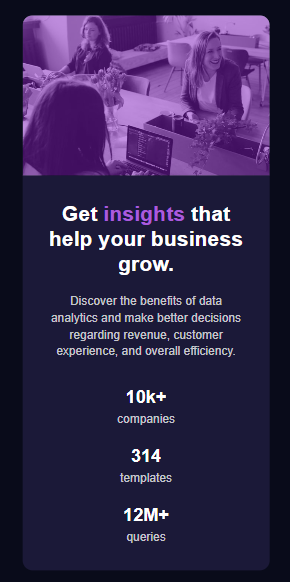 Get insights that
help your business
grow.
Discover the benefits of data
analytics and make better decisions
regarding revenue, customer
experience, and overall efficiency.
10k+
companies
314
templates
12M+
queries